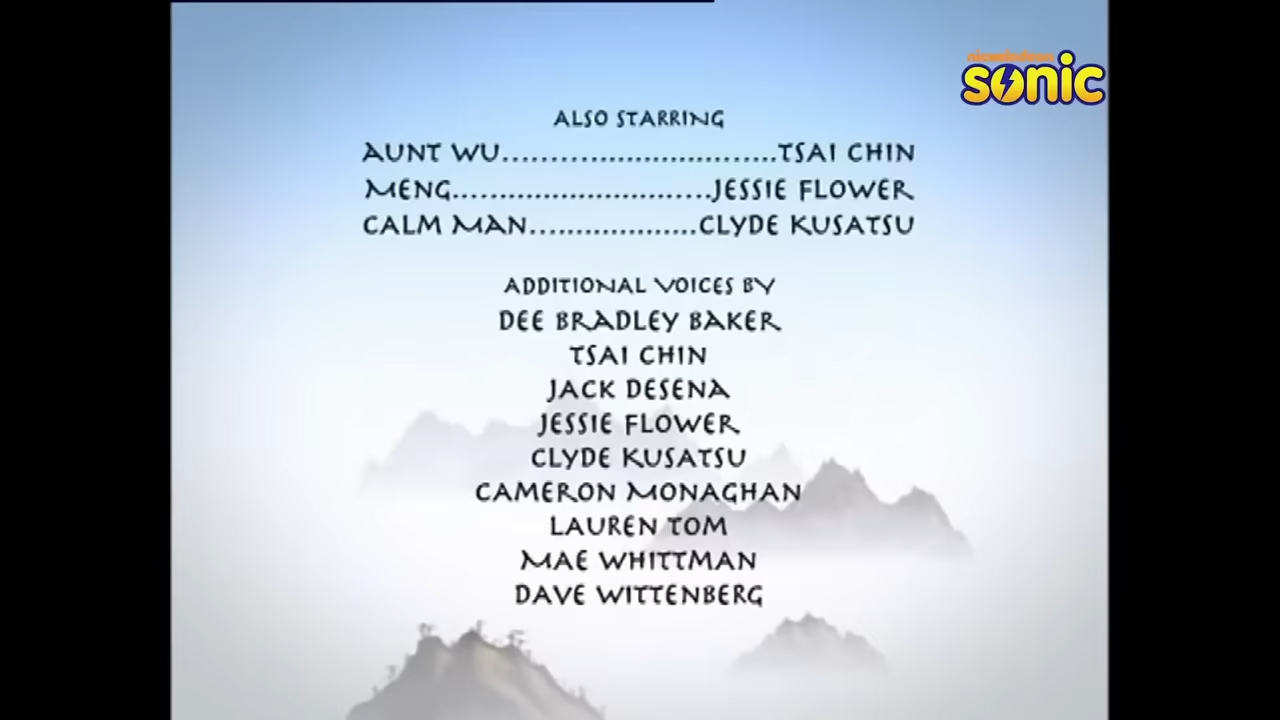 nickelodeon
sonic
ALSO STARRING
AUNT WU..................................TSAI CHIN
MENG................................JESSIE FLOWER
CALM MAN....................CLYDE KUSATSU
ADDITIONAL VOICES BY
DEE BRADLEY BAKER
TSAI CHIN
JACK DESENA
JESSIE FLOWER
CLYDE KUSATSU
CAMERON MONAGHAN
LAUREN TOM
MAE WHITTMAN
DAVE WITTENBERG